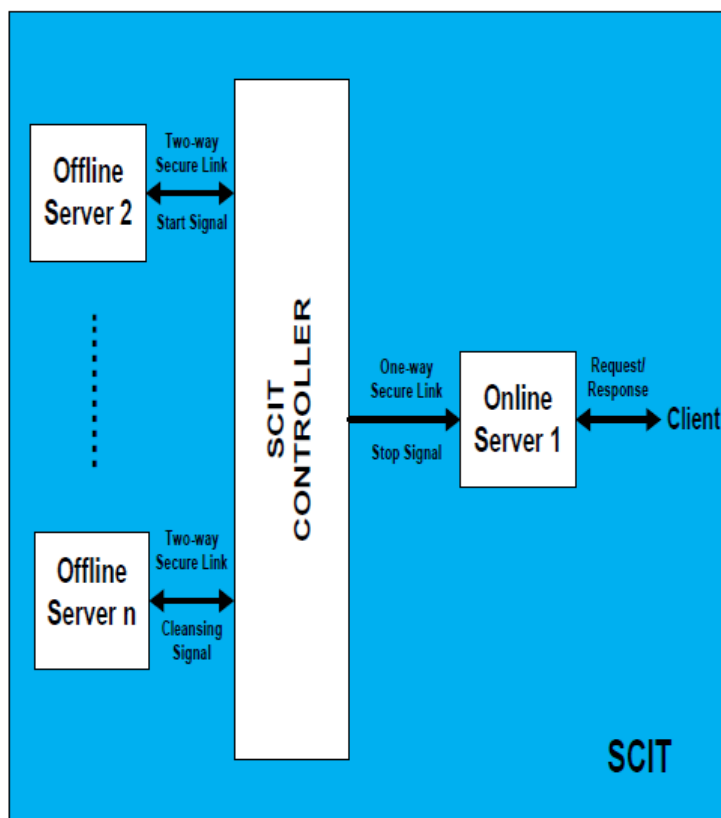 Offline
Server 2
Two-way
Secure Link
Start Signal
SCIT
CONTROLLER
One-way
Secure Link
Stop Signal
Online
Server 1
Request/
Response
Client
Offline
Server n
Two-way
Secure Link
Cleansing
Signal
SCIT